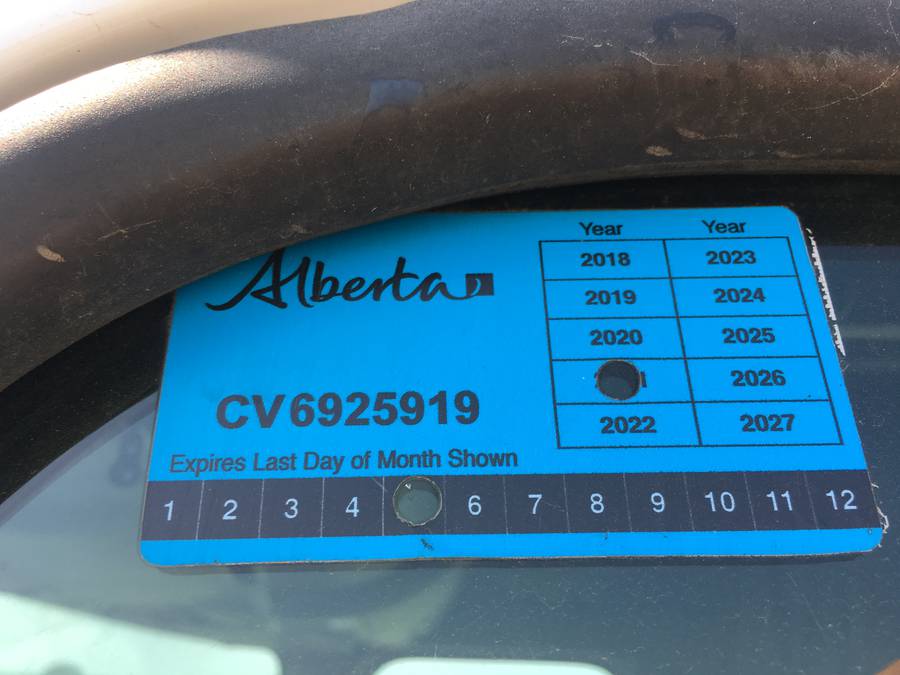 Alberta
Year Year
2018 2023
2019 2024
2020 2025
2026
2022 2027
CV6925919
Expires Last Day of Month Shown
1 2 3 4 6 7 8 9 10 11 12